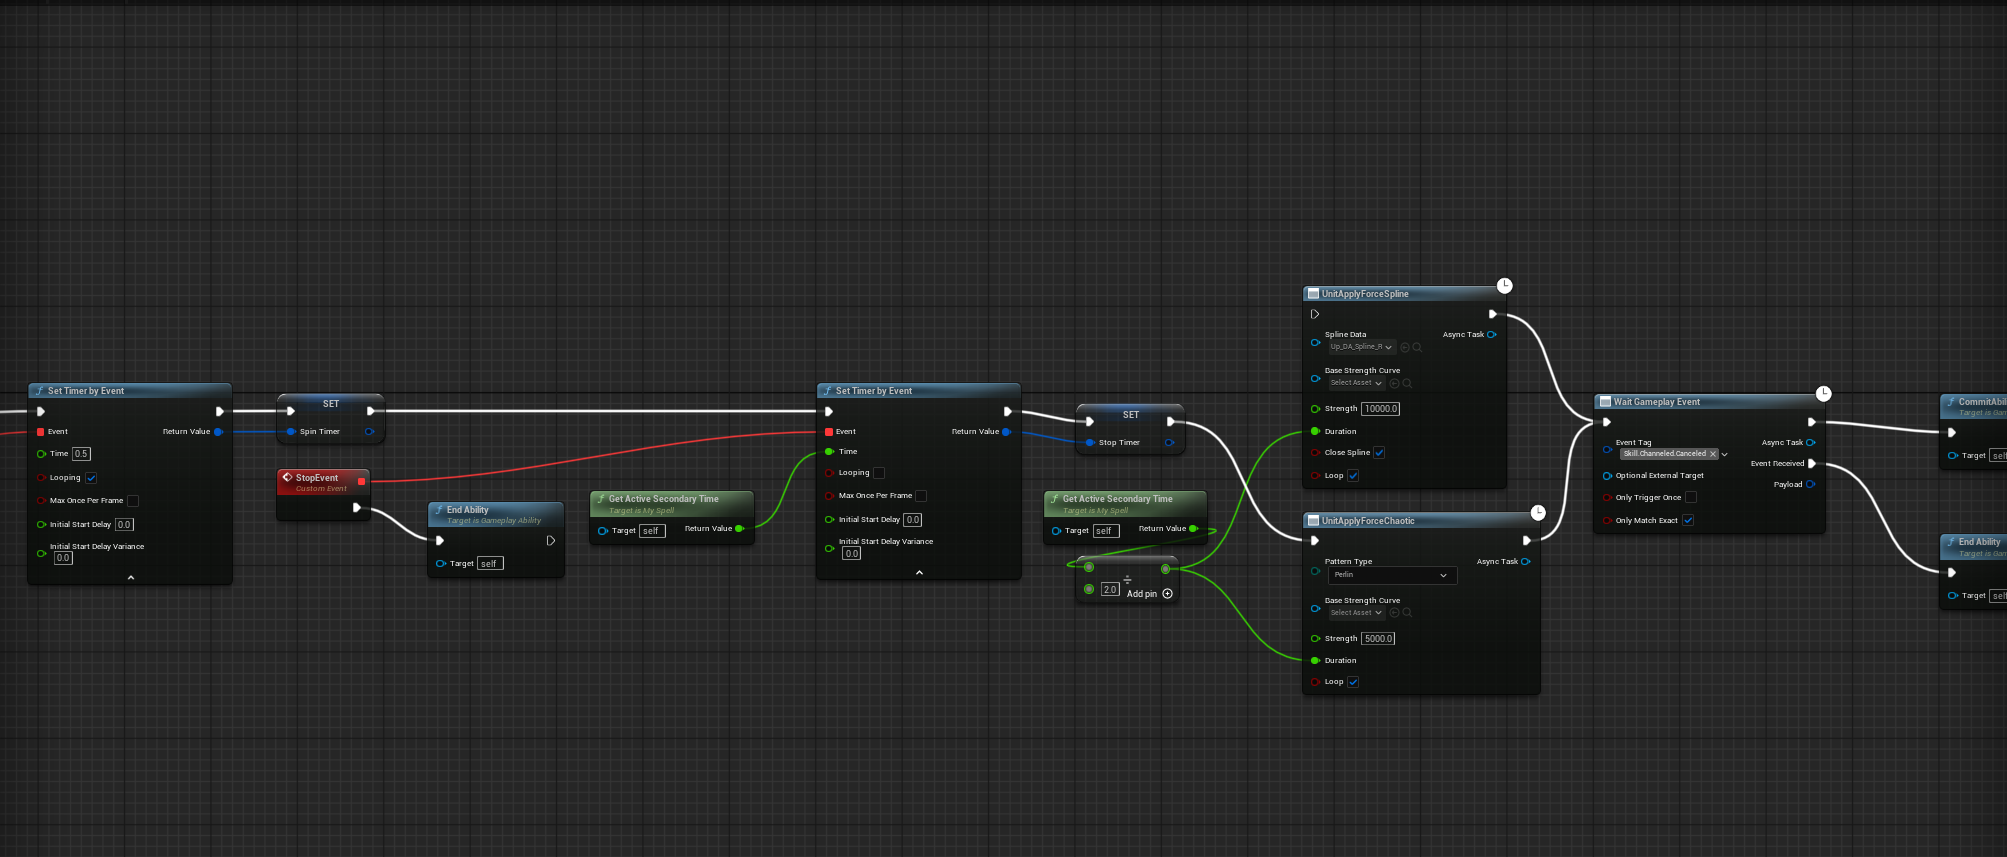 Set Timer by Event
Event
Return Value
Time 0.5
Looping
Max Once Per Frame
Initial Start Delay 0.0
Initial Start Delay Variance
0.0
SET
Spin Timer
StopEvent
Custom Event
End Ability
Target is Gameplay Ability
Target self
Get Active Secondary Time
Target is My Spell
Target self
Return Value
Set Timer by Event
Event
Return Value
Time
Looping
Max Once Per Frame
Initial Start Delay 0.0
Initial Start Delay Variance
0.0
SET
Stop Timer
Get Active Secondary Time
Target is My Spell
Target self
Return Value
÷
2.0
Add pin
UnitApplyForceSpline
Spline Data
Async Task
Up_DA_Spline_R
Base Strength Curve
Select Asset
Strength 10000.0
Duration
Close Spline
Loop
UnitApplyForceChaotic
Pattern Type
Async Task
Perlin
Base Strength Curve
Select Asset
Strength 5000.0
Duration
Loop
Wait Gameplay Event
Event Tag
Async Task
Skill.Channeled.Canceled
Event Received
Optional External Target
Payload
Only Trigger Once
Only Match Exact
CommitAbil
Target is Gam
Target self
End Ability
Target is Gam
Target self